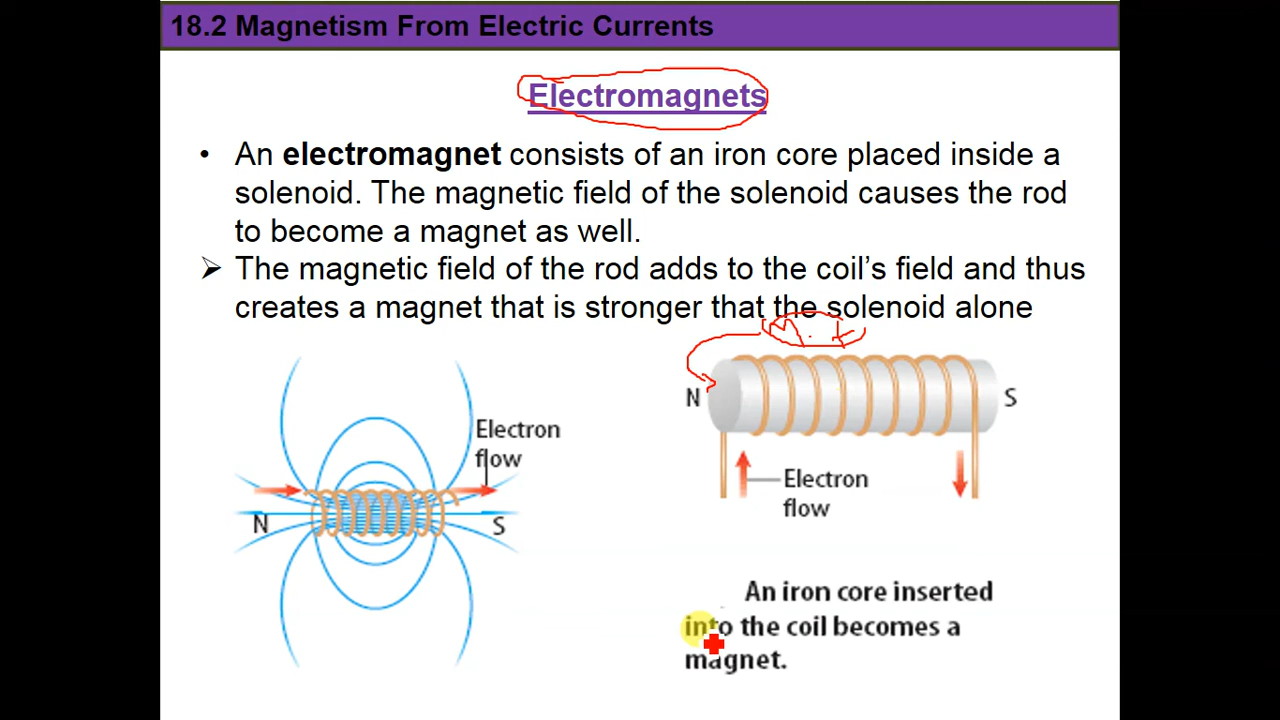 18.2 Magnetism From Electric Currents
Electromagnets
• An electromagnet consists of an iron core placed inside a
solenoid. The magnetic field of the solenoid causes the rod
to become a magnet as well.
➢ The magnetic field of the rod adds to the coil's field and thus
creates a magnet that is stronger that the solenoid alone
Electron
flow
N
S
N
S
Electron
flow
An iron core inserted
into the coil becomes a
magnet.